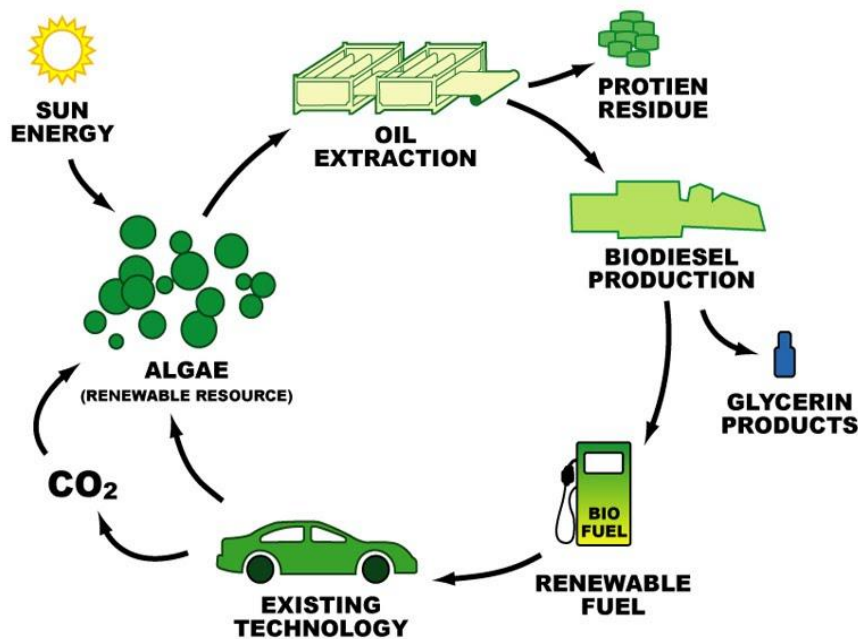 SUN
ENERGY
OIL
EXTRACTION
PROTIEN
RESIDUE
BIODIESEL
PRODUCTION
ALGAE
(RENEWABLE RESOURCE)
GLYCERIN
PRODUCTS
CO₂
BIO
FUEL
RENEWABLE
FUEL
EXISTING
TECHNOLOGY